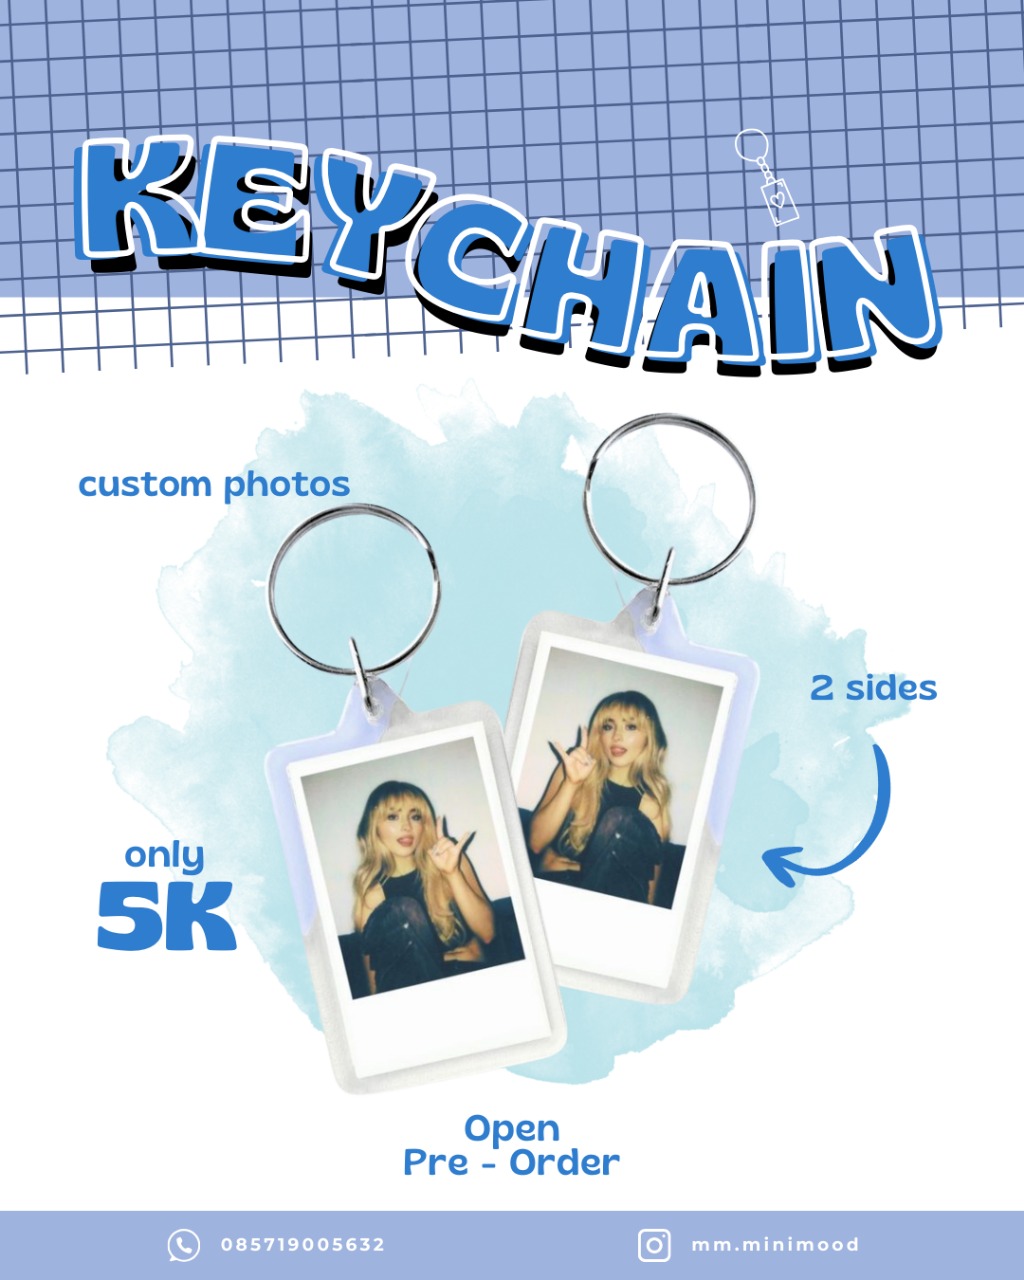 KEYCHAIN
custom photos
2 sides
only
5K
Open
Pre - Order
085719005632
mm.minimood